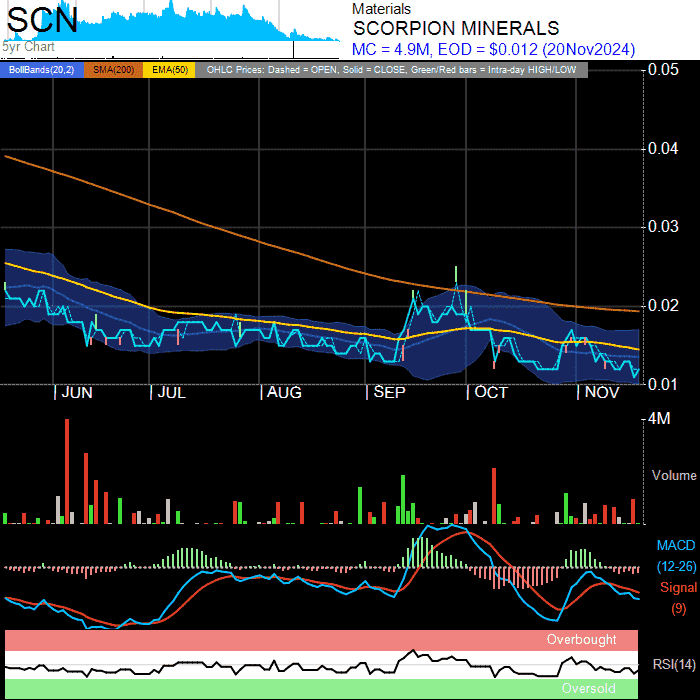 SCN
5yr Chart
Materials
SCORPION MINERALS
MC = 4.9M, EOD = $0.012 (20Nov2024)
BollBands(20,2) SMA(200) EMA(50) OHLC Prices: Dashed = OPEN, Solid = CLOSE, Green/Red bars = Intra-day HIGH/LOW
0.05
0.04
0.03
0.02
0.01
JUN JUL AUG SEP OCT NOV
4M
Volume
MACD
(12-26)
Signal
(9)
Overbought
RSI(14)
Oversold